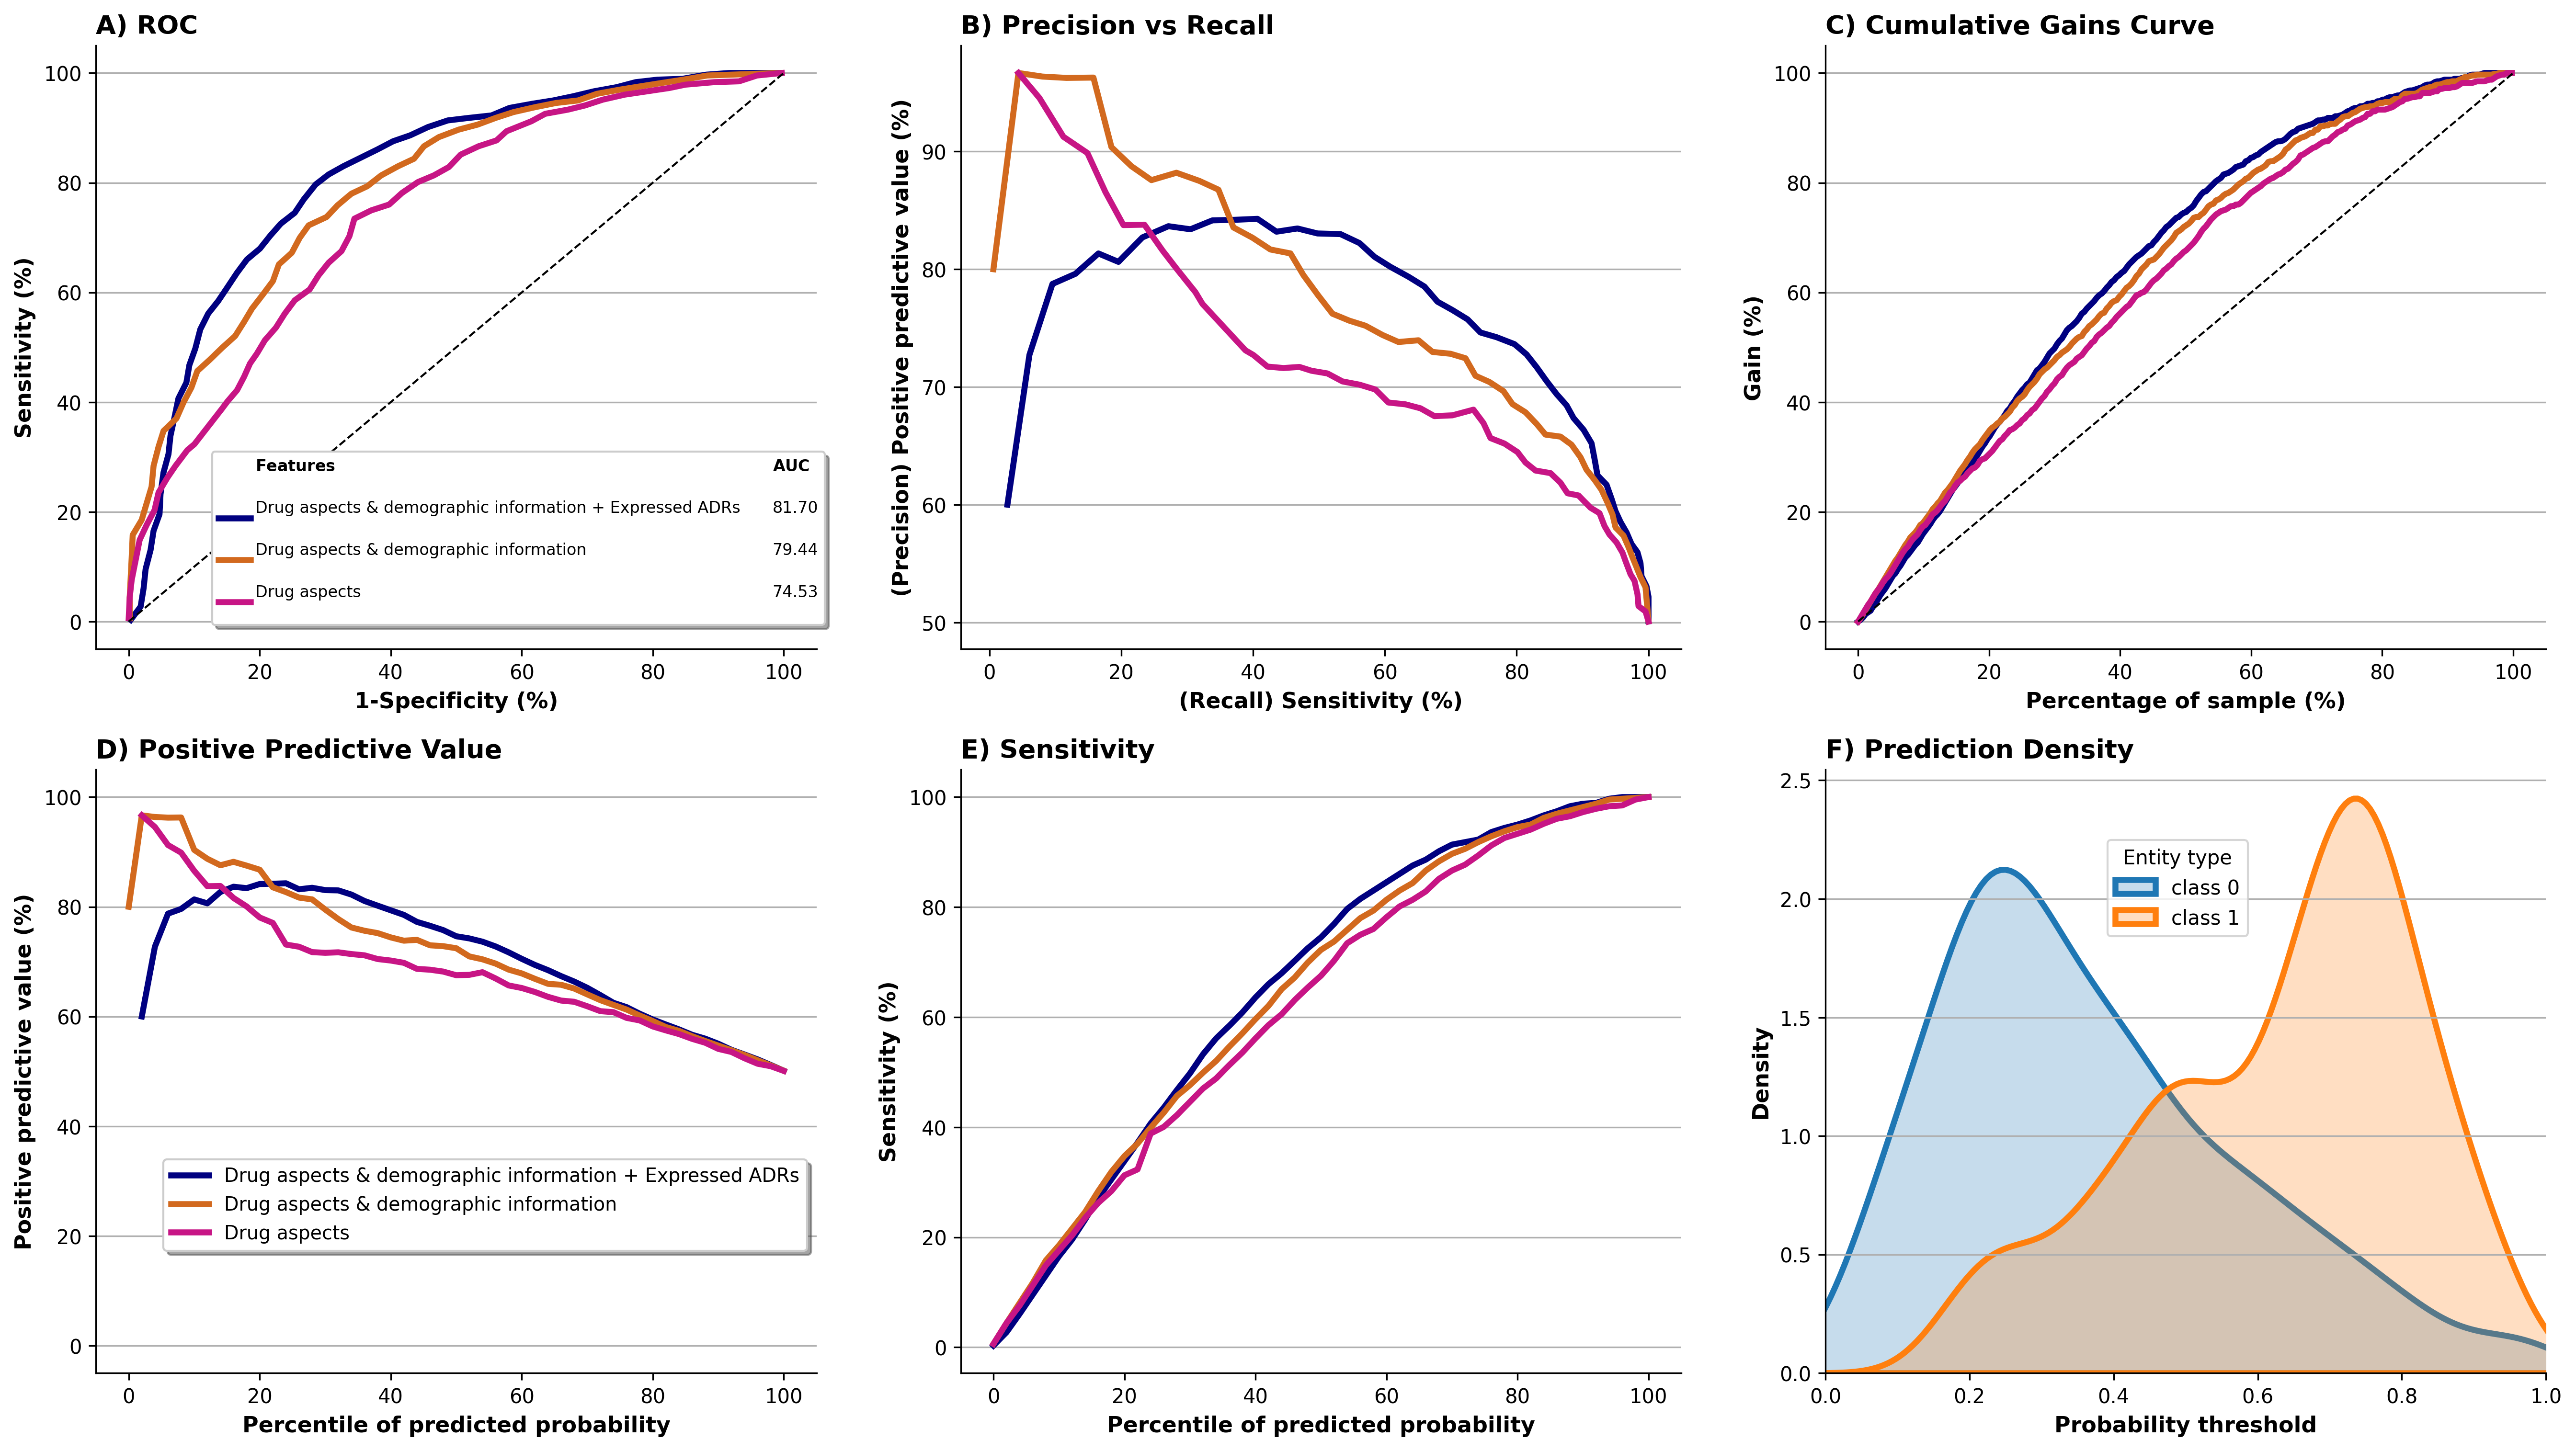 A) ROC
100
80
60
40
20
0
Sensitivity (%)
Features AUC
Drug aspects & demographic information + Expressed ADRs 81.70
Drug aspects & demographic information 79.44
Drug aspects 74.53
0 20 40 60 80 100
1-Specificity (%)
B) Precision vs Recall
90
80
70
60
50
(Precision) Positive predictive value (%)
0 20 40 60 80 100
(Recall) Sensitivity (%)
C) Cumulative Gains Curve
100
80
60
40
20
0
Gain (%)
0 20 40 60 80 100
Percentage of sample (%)
D) Positive Predictive Value
100
80
60
40
20
0
Positive predictive value (%)
Drug aspects & demographic information + Expressed ADRs
Drug aspects & demographic information
Drug aspects
0 20 40 60 80 100
Percentile of predicted probability
E) Sensitivity
100
80
60
40
20
0
Sensitivity (%)
0 20 40 60 80 100
Percentile of predicted probability
F) Prediction Density
2.5
2.0
1.5
1.0
0.5
0.0
Density
Entity type
class 0
class 1
0.0 0.2 0.4 0.6 0.8 1.0
Probability threshold